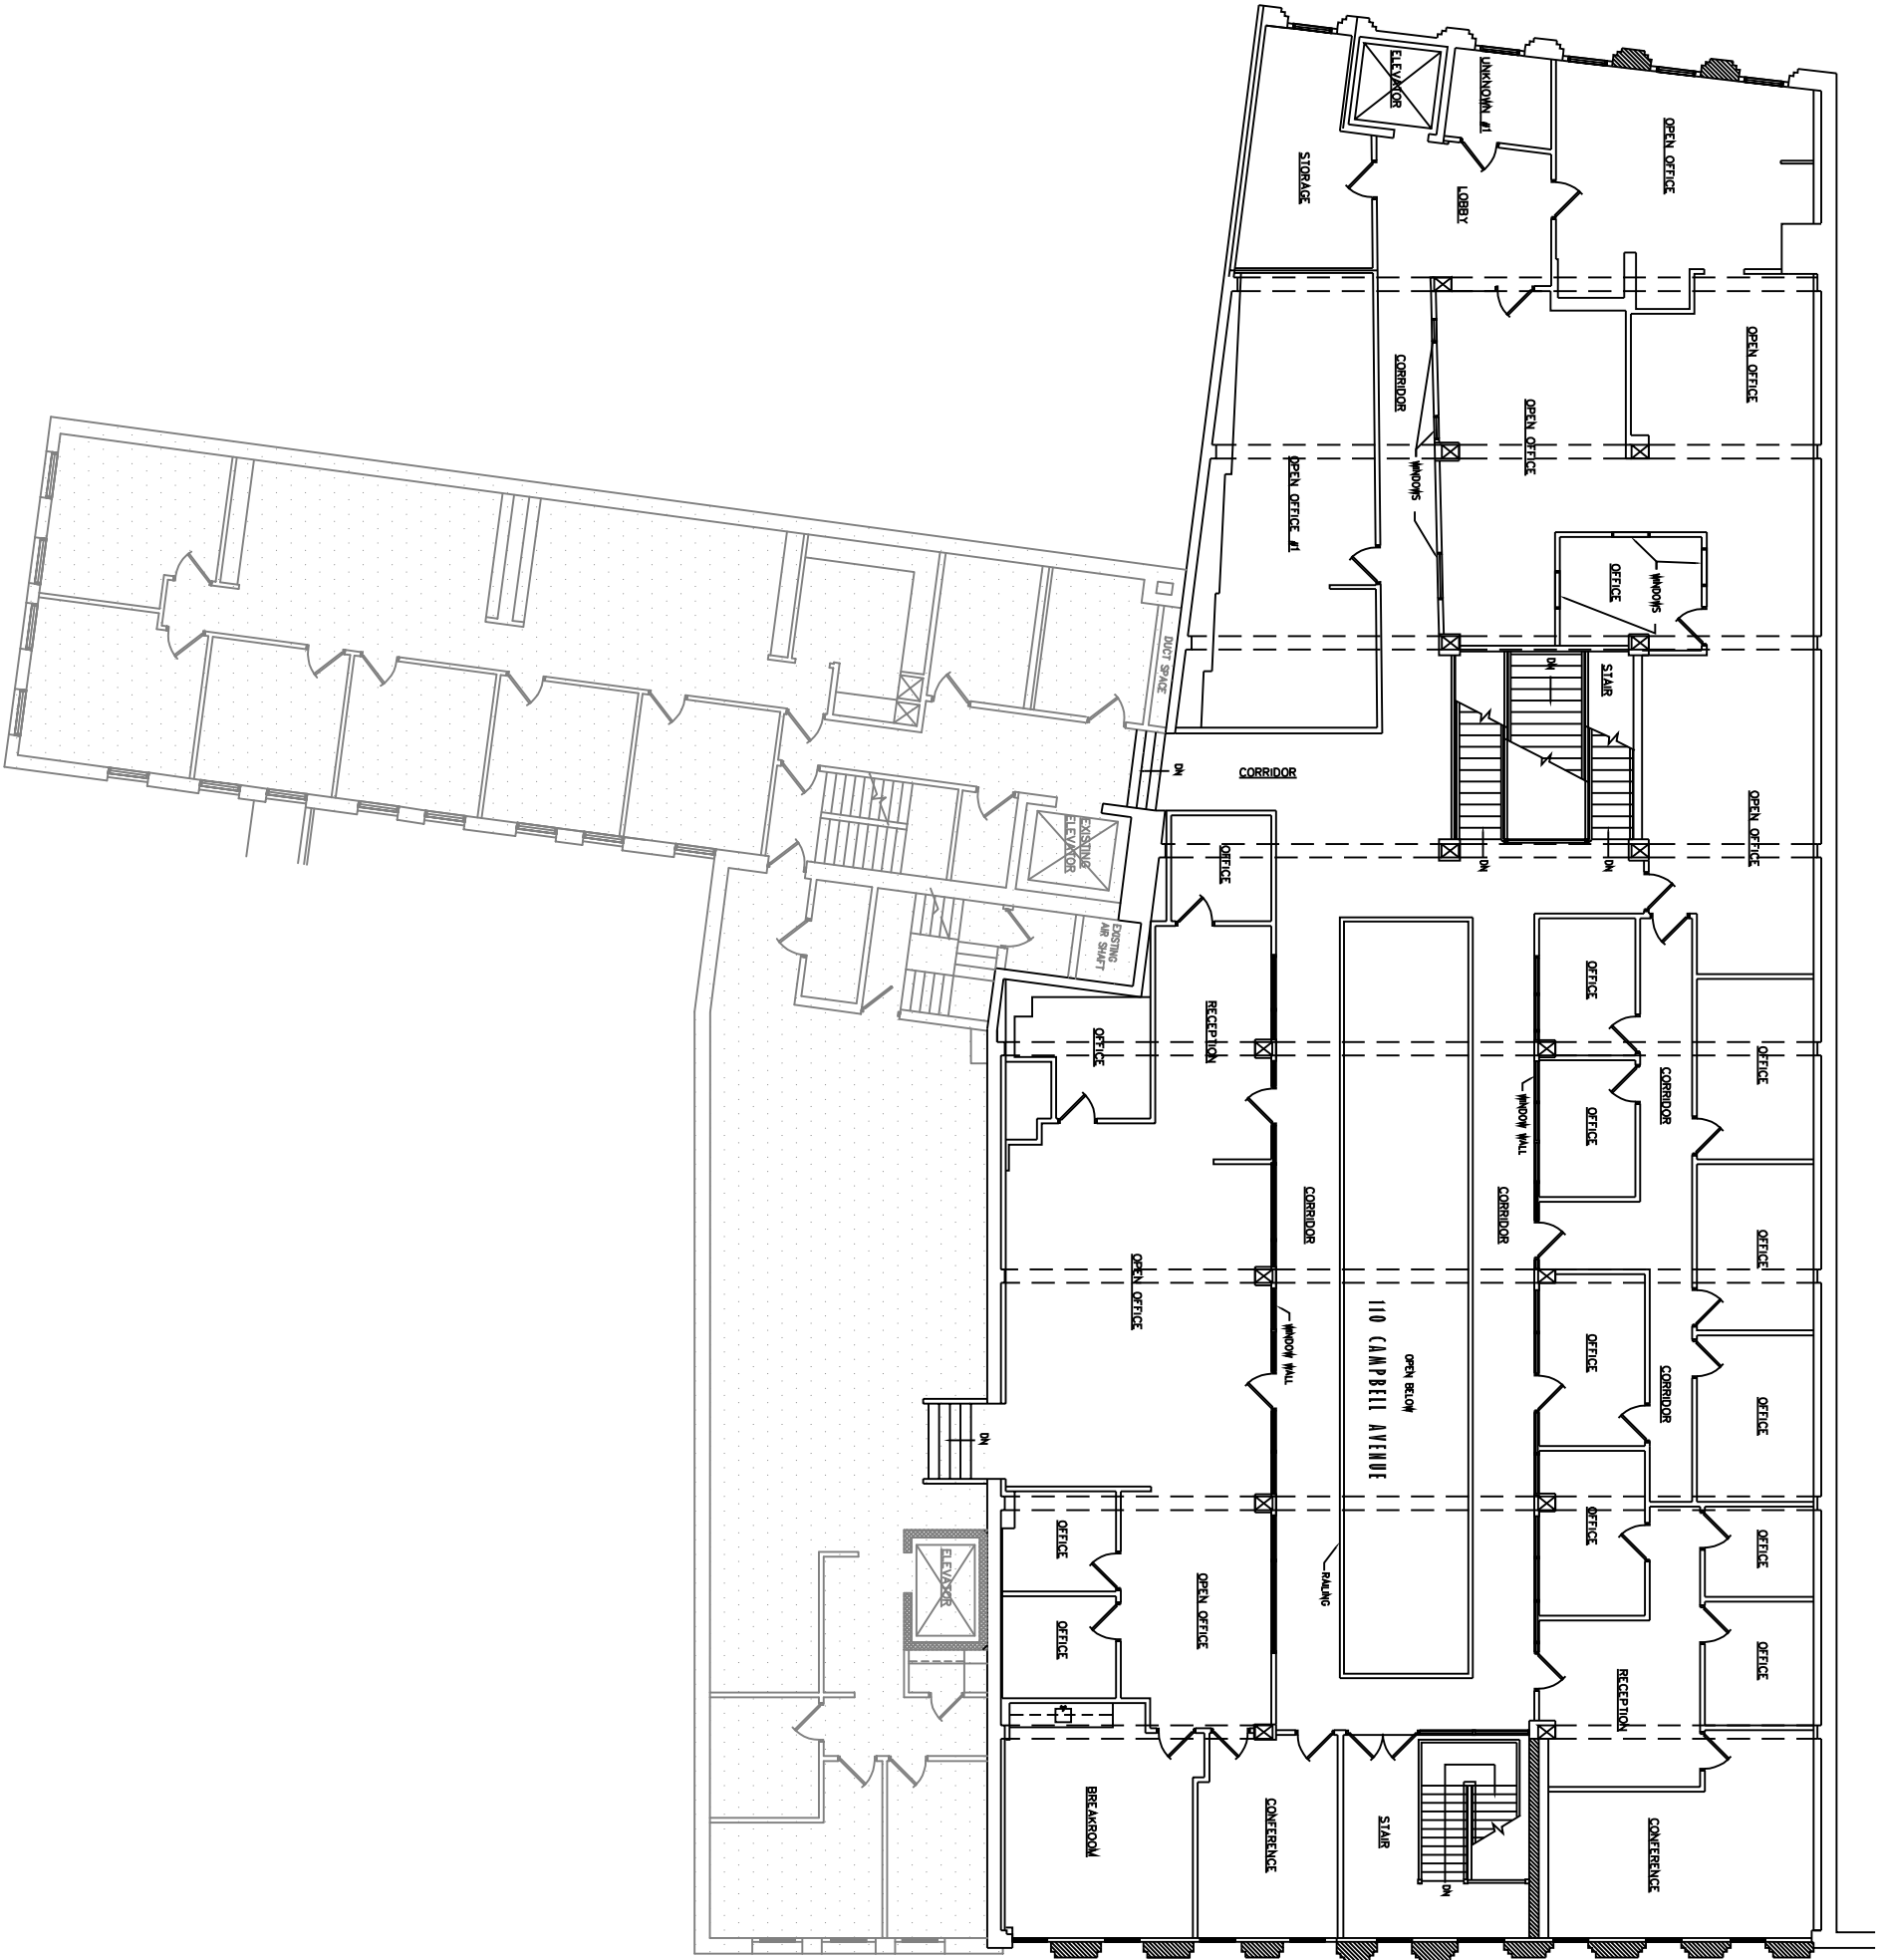 ELEVATOR
UNKNOWN #1
OPEN OFFICE
STORAGE
LOBBY
OPEN OFFICE
CORRIDOR
OPEN OFFICE
OPEN OFFICE #1
WINDOWS
OFFICE
WINDOWS
DUCT SPACE
DN
STAIR
DN
CORRIDOR
OPEN OFFICE
EXISTING
ELEVATOR
OFFICE
DN
DN
EXISTING
AIR SHAFT
OFFICE
RECEPTION
OFFICE
OFFICE
CORRIDOR
OFFICE
WINDOW WALL
CORRIDOR
CORRIDOR
OFFICE
OPEN OFFICE
WINDOW WALL
110 CAMPBELL AVENUE
OPEN BELOW
OFFICE
CORRIDOR
OFFICE
DN
OFFICE
OFFICE
OFFICE
ELEVATOR
OPEN OFFICE
RAILING
OFFICE
OFFICE
RECEPTION
BREAKROOM
CONFERENCE
STAIR
CONFERENCE
DN